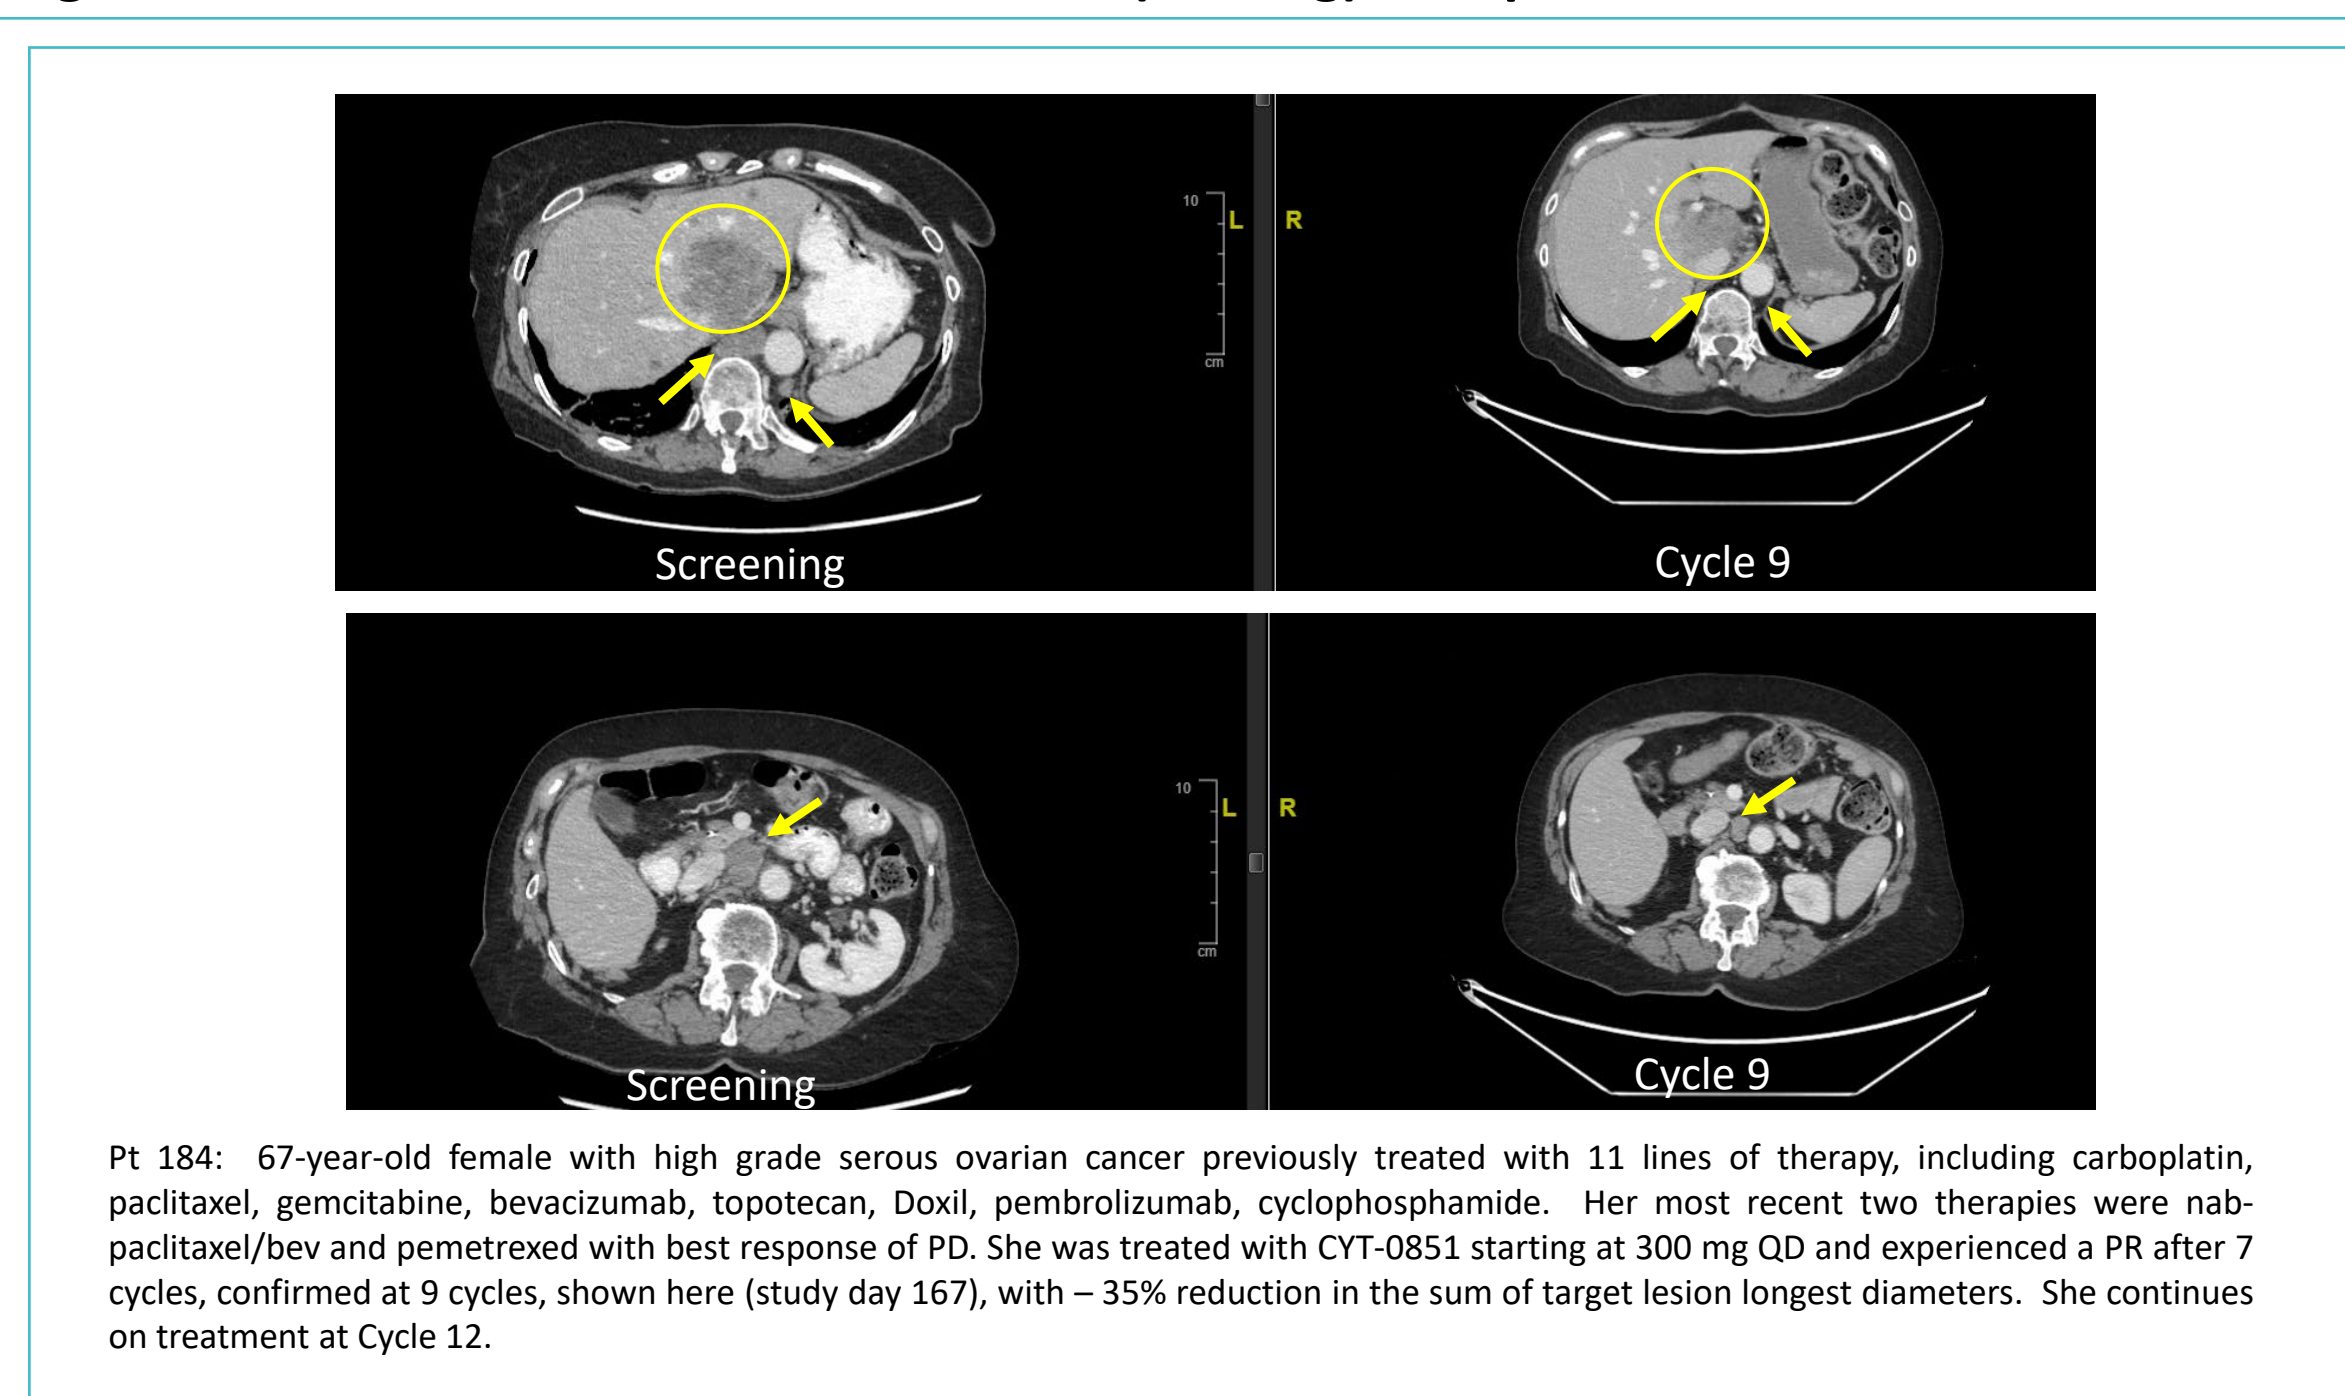 10
L
R
cm
Screening
Cycle 9
10
L
R
cm
Screening
Cycle 9
Pt 184: 67-year-old female with high grade serous ovarian cancer previously treated with 11 lines of therapy, including carboplatin,
paclitaxel, gemcitabine, bevacizumab, topotecan, Doxil, pembrolizumab, cyclophosphamide. Her most recent two therapies were nab-
paclitaxel/bev and pemetrexed with best response of PD. She was treated with CYT-0851 starting at 300 mg QD and experienced a PR after 7
cycles, confirmed at 9 cycles, shown here (study day 167), with – 35% reduction in the sum of target lesion longest diameters. She continues
on treatment at Cycle 12.